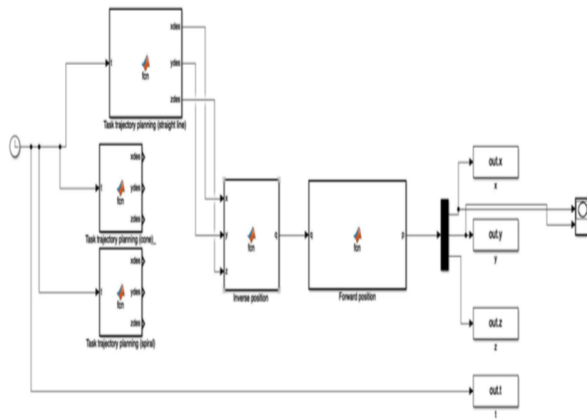 xdes
t
ydes
fcn
zdes
Task trajectory planning (straight line)
xdes
t
ydes
fcn
zdes
Task trajectory planning (cone)_
xdes
t
ydes
fcn
zdes
Task trajectory planning (spiral)
x
y
q
fcn
z
Inverse position
q
p
fcn
Forward position
out.x
x
out.y
y
out.z
z
out.t
t